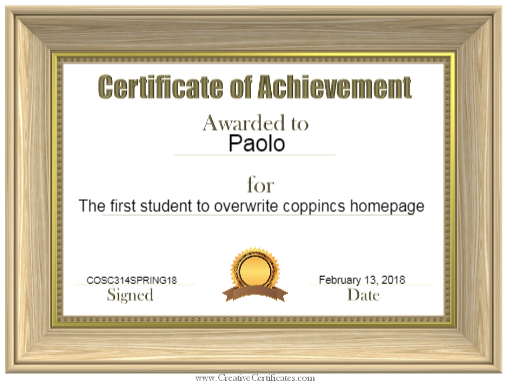 Certificate of Achievement
Awarded to
Paolo
for
The first student to overwrite coppincs homepage
COSC314SPRING18
Signed
February 13, 2018
Date
www.CreativeCertificates.com